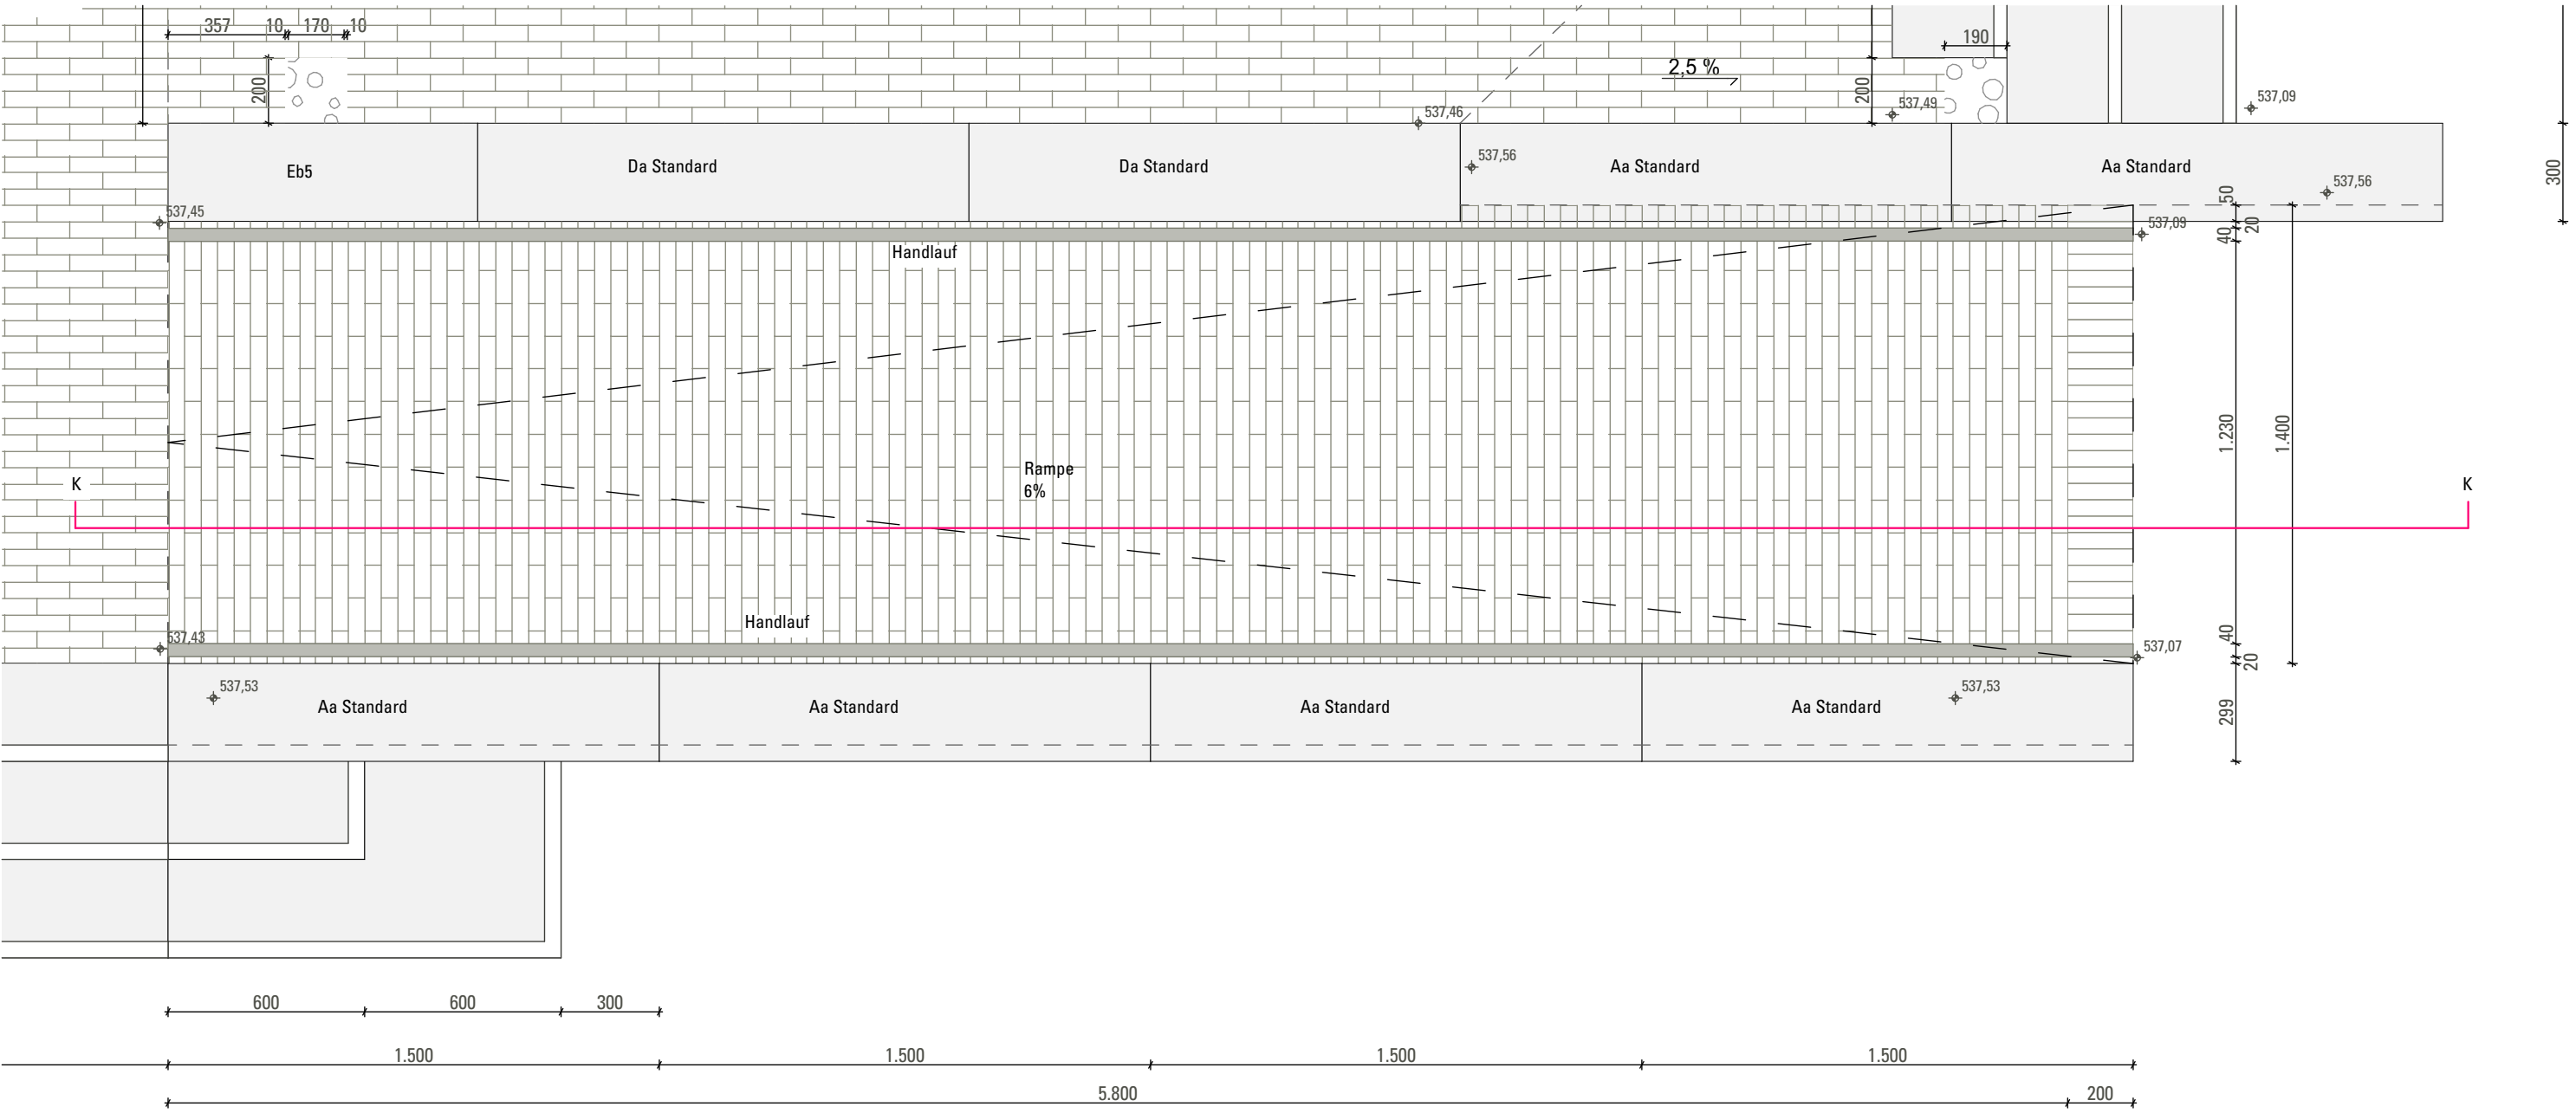 357 10 170 10
190
2,5 %
200
200
537,46
537,49
537,09
Eb5
Da Standard
Da Standard
537,56
Aa Standard
Aa Standard
537,56
300
537,45
50
20
40
537,09
Handlauf
1.230
1.400
Rampe
6%
K
K
Handlauf
537,43
40
20
537,07
537,53
Aa Standard
Aa Standard
Aa Standard
Aa Standard
537,53
299
600 600 300
1.500 1.500 1.500 1.500
5.800 200